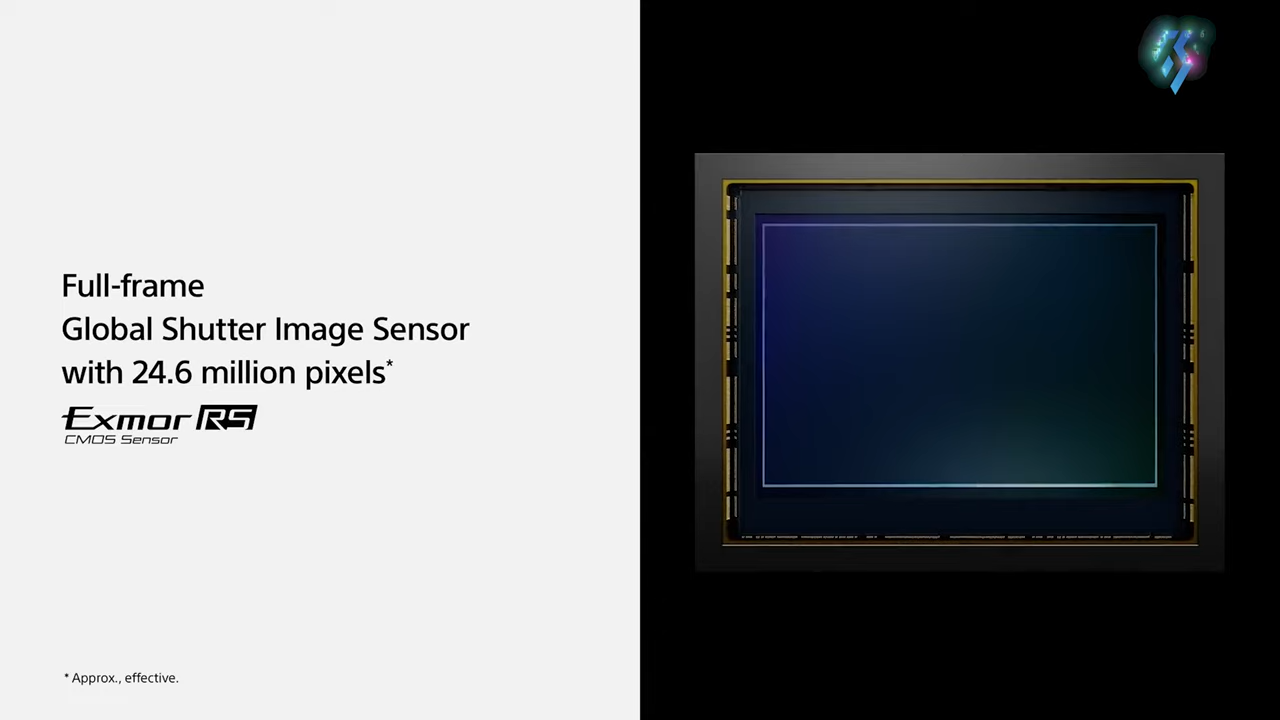 Full-frame
Global Shutter Image Sensor
with 24.6 million pixels*
Exmor RS
CMOS Sensor
* Approx., effective.